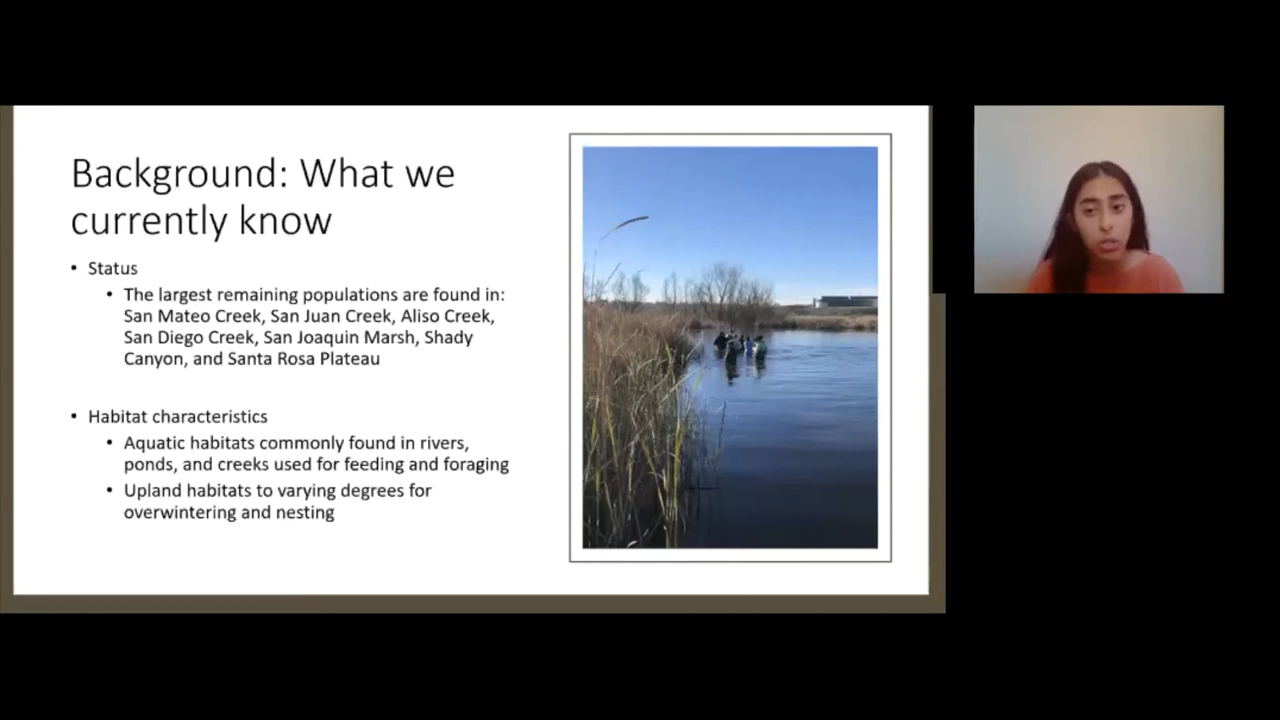 Background: What we
currently know
• Status
• The largest remaining populations are found in:
San Mateo Creek, San Juan Creek, Aliso Creek,
San Diego Creek, San Joaquin Marsh, Shady
Canyon, and Santa Rosa Plateau
• Habitat characteristics
• Aquatic habitats commonly found in rivers,
ponds, and creeks used for feeding and foraging
• Upland habitats to varying degrees for
overwintering and nesting